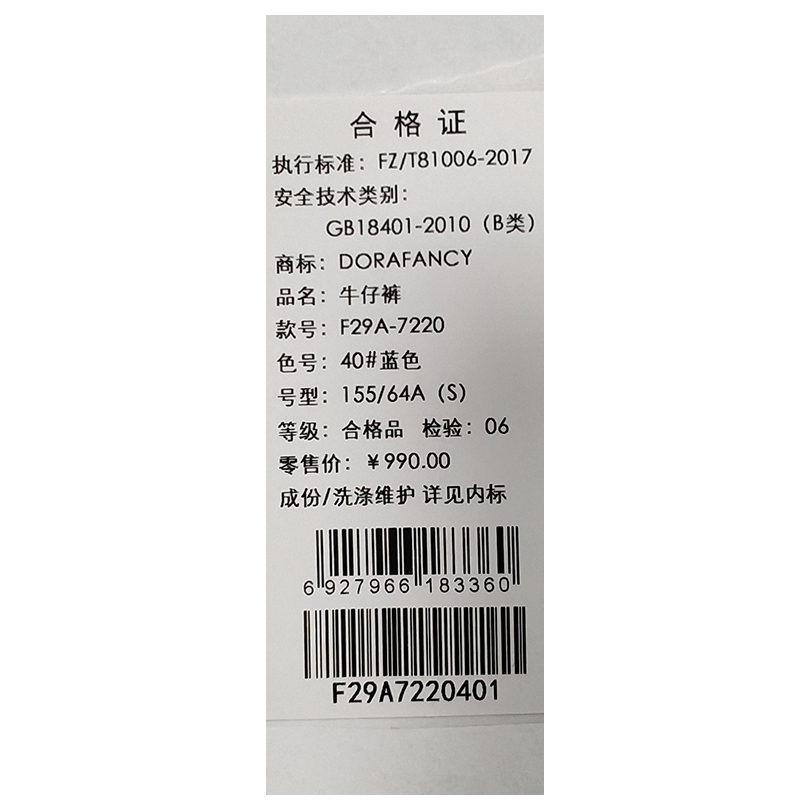 合格证
执行标准：FZ/T81006-2017
安全技术类别：
GB18401-2010（B类）
商标：DORAFANCY
品名：牛仔裤
款号：F29A-7220
色号：40#蓝色
号型：155/64A（S）
等级：合格品 检验：06
零售价：￥990.00
成份/洗涤维护 详见内标
6 927966 183360
F29A7220401